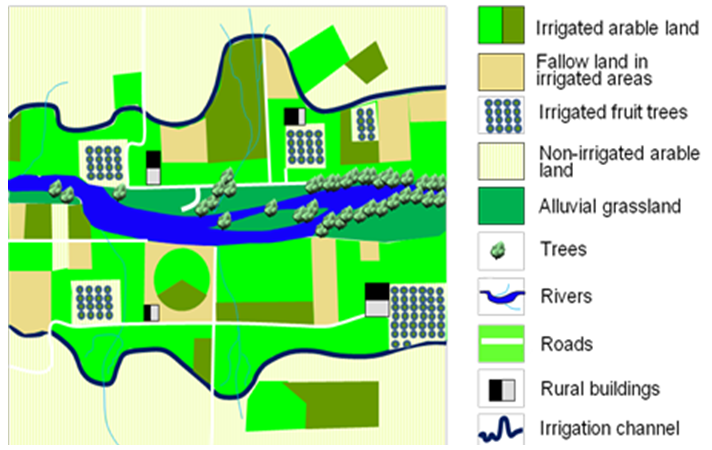 Irrigated arable land
Fallow land in
irrigated areas
Irrigated fruit trees
Non-irrigated arable
land
Alluvial grassland
Trees
Rivers
Roads
Rural buildings
Irrigation channel